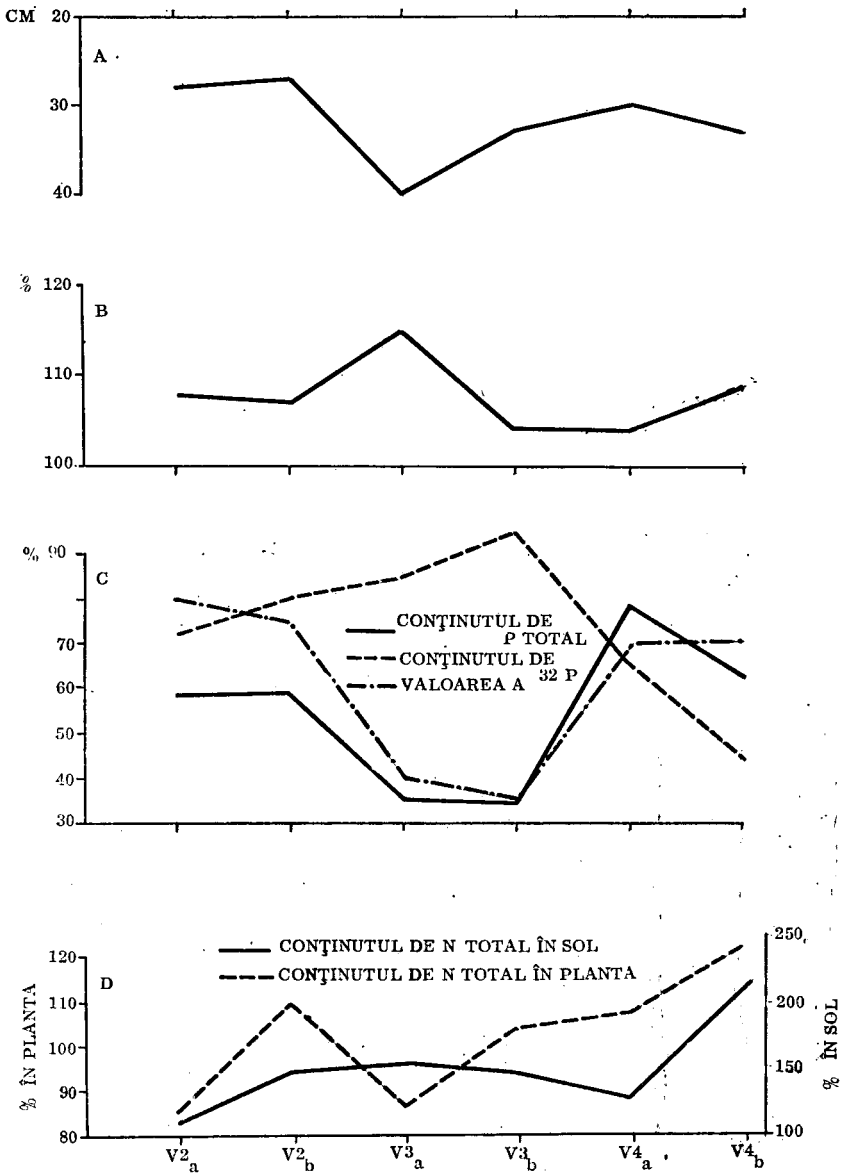 CM 20
A
30
40
% 120
B
110
100
% 90
C
CONŢINUTUL DE
P TOTAL
70
CONŢINUTUL DE
32 P
60
VALOAREA A
50
40
30
D
CONŢINUTUL DE N TOTAL ÎN SOL
CONŢINUTUL DE N TOTAL ÎN PLANTA
120
110
100
90
80
% ÎN PLANTA
250
200
150
100
% ÎN SOL
V2a
V2b
V3a
V3b
V4a
V4b